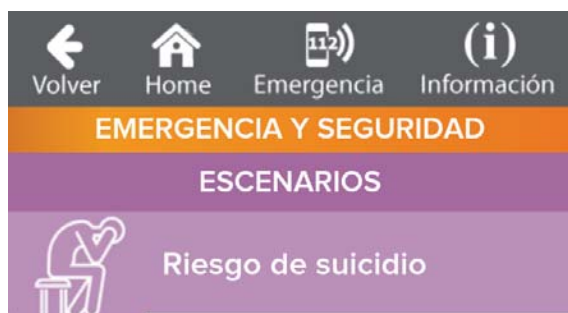 112
Volver Home Emergencia Información
EMERGENCIA Y SEGURIDAD
ESCENARIOS
Riesgo de suicidio